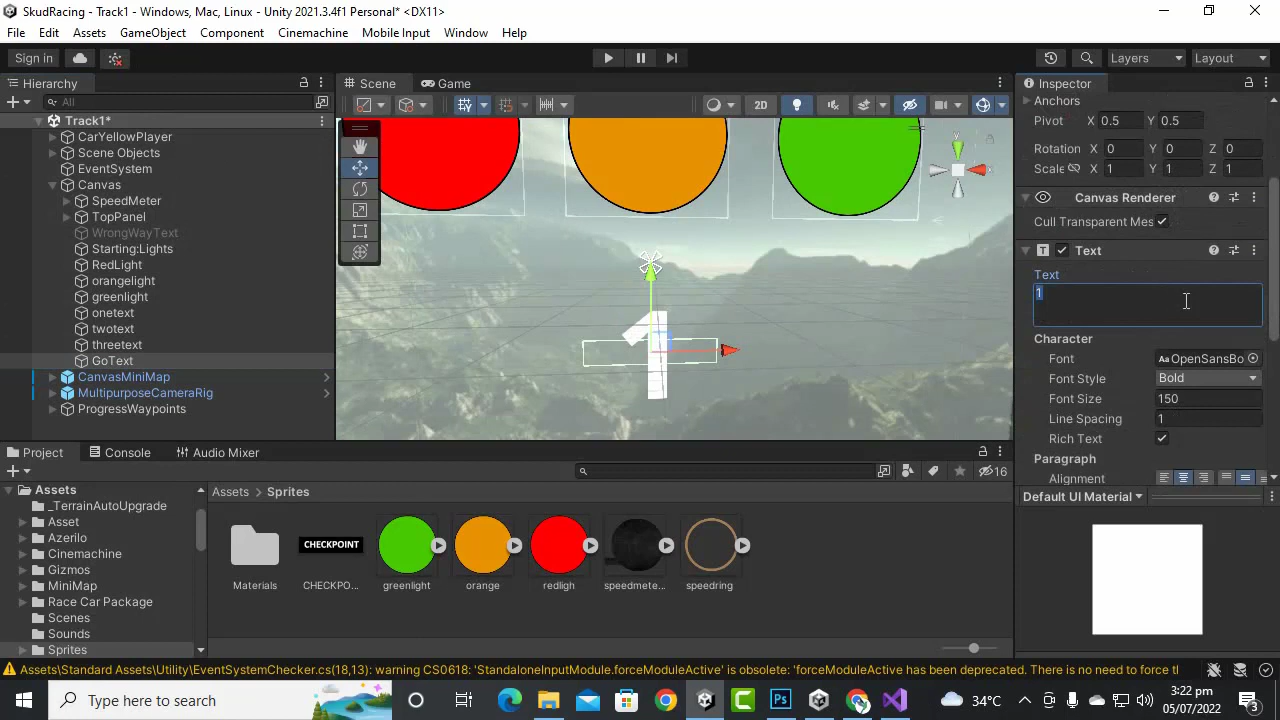 SkudRacing - Track1 - Windows, Mac, Linux - Unity 2021.3.4f1 Personal* <DX11>
File Edit Assets GameObject Component Cinemachine Mobile Input Window Help
Sign in Layers Layout
Hierarchy Scene Game Inspector
All 2D
Track1*
CarYellowPlayer
Scene Objects
EventSystem
Canvas
SpeedMeter
TopPanel
WrongWayText
Starting:Lights
RedLight
orangelight
greenlight
onetext
twotext
threetext
GoText
CanvasMiniMap
MultipurposeCameraRig
ProgressWaypoints
1
Anchors
Pivot X 0.5 Y 0.5
Rotation X 0 Y 0 Z 0
Scale X 1 Y 1 Z 1
Canvas Renderer
Cull Transparent Mes
Text
Text
1
Character
Font Aa OpenSansBo
Font Style Bold
Font Size 150
Line Spacing 1
Rich Text
Paragraph
Alignment
Default UI Material
Project Console Audio Mixer
16
Assets
_TerrainAutoUpgrade
Asset
Azerilo
Cinemachine
Gizmos
MiniMap
Race Car Package
Scenes
Sounds
Sprites
Assets > Sprites
CHECKPOINT
Materials CHECKPO... greenlight orange redligh speedmete... speedring
Assets\Standard Assets\Utility\EventSystemChecker.cs(18,13): warning CS0618: 'StandaloneInputModule.forceModuleActive' is obsolete: 'forceModuleActive has been deprecated. There is no need to force tl
Type here to search
Ps
34°C
5:22 pm
05/07/2022
3